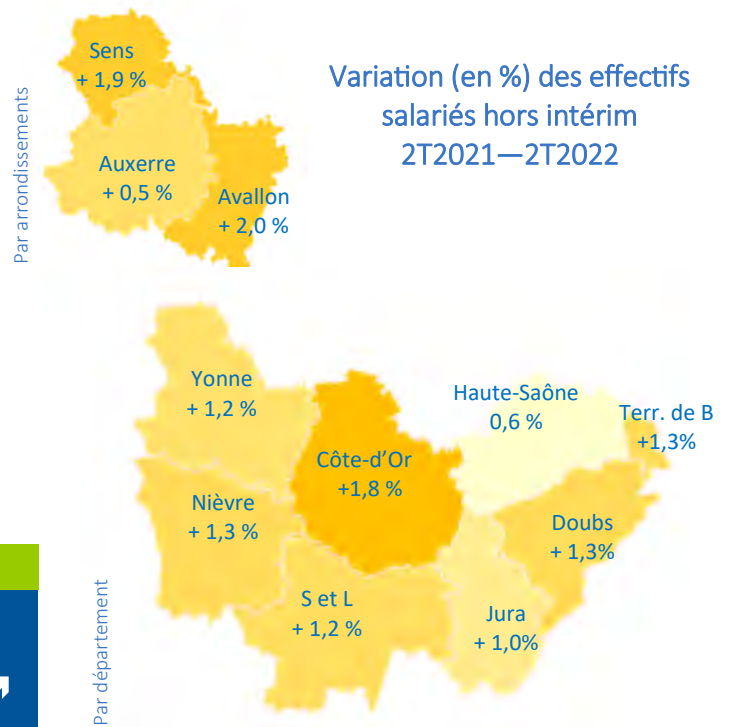 Variation (en %) des effectifs
salariés hors intérim
2T2021—2T2022
Par arrondissements
Sens
+ 1,9 %
Auxerre
+ 0,5 %
Avallon
+ 2,0 %
Par département
Yonne
+ 1,2 %
Haute-Saône
0,6 %
Terr. de B
+1,3%
Côte-d’Or
+1,8 %
Nièvre
+ 1,3 %
Doubs
+ 1,3%
S et L
+ 1,2 %
Jura
+ 1,0%